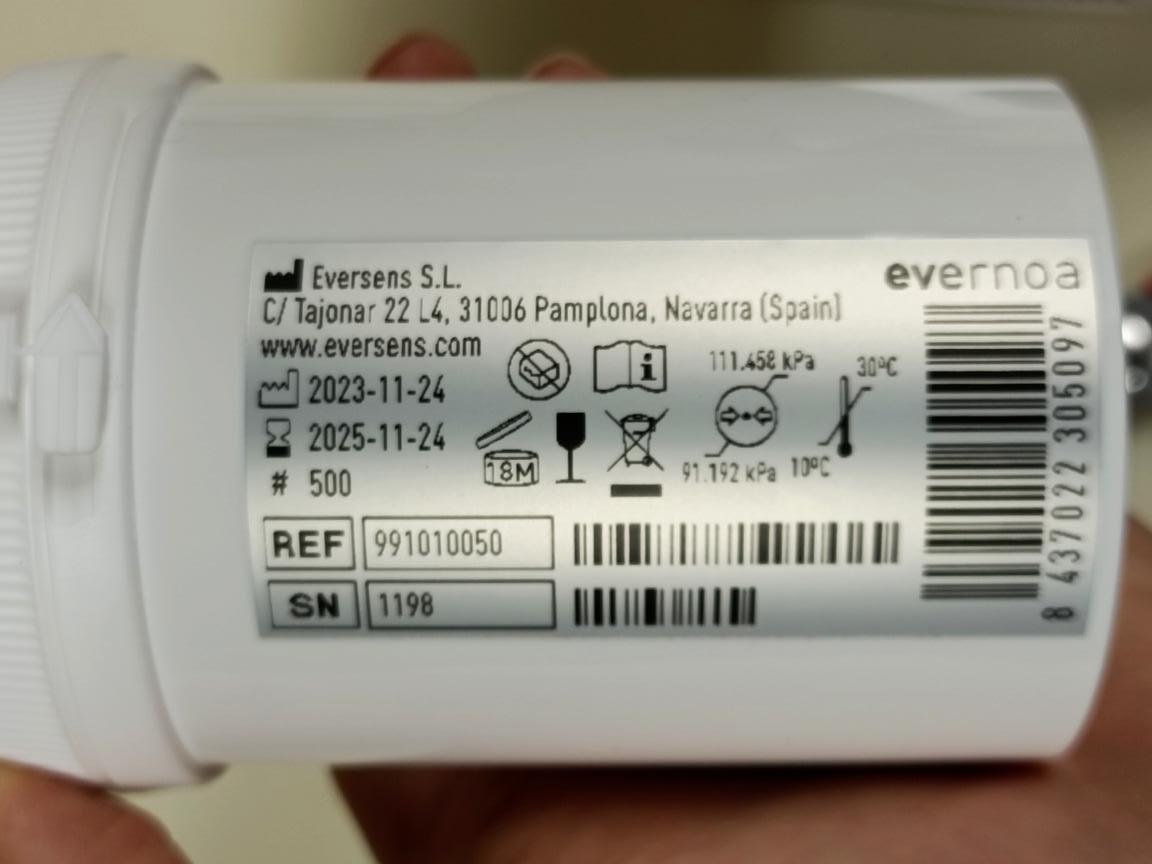 Eversens S.L.
C/ Tajonar 22 L4, 31006 Pamplona, Navarra (Spain)
www.eversens.com
2023-11-24
2025-11-24
# 500
18M
111.458 kPa
91.192 kPa
30ºC
10ºC
REF 991010050
SN 1198
evernoa
8 437022 305097